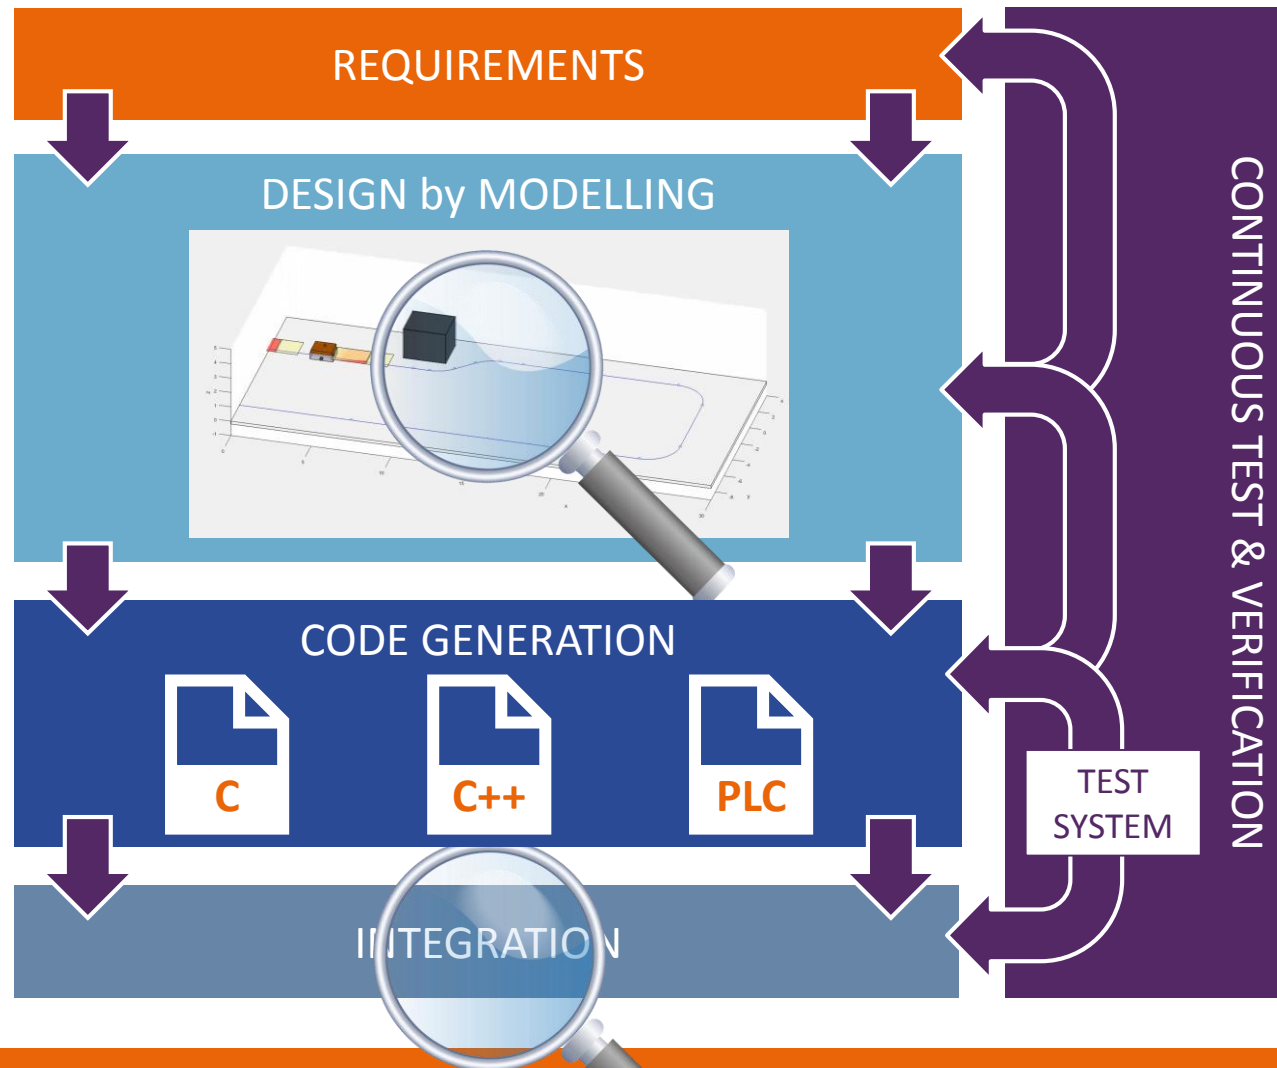 REQUIREMENTS
DESIGN by MODELLING
CODE GENERATION
C
C++
PLC
INTEGRATION
TEST
SYSTEM
CONTINUOUS TEST & VERIFICATION